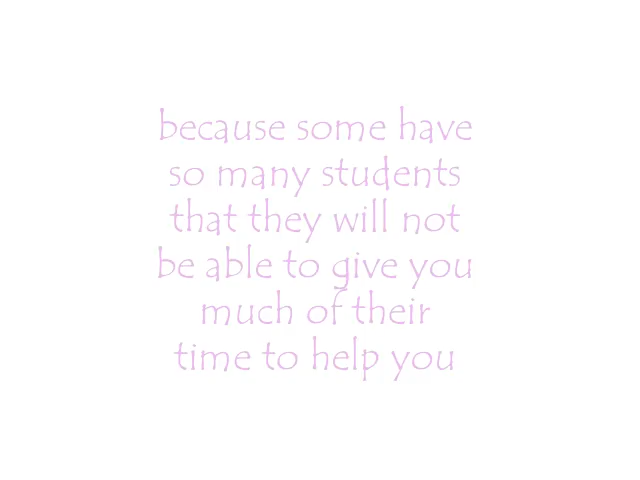 because some have
so many students
that they will not
be able to give you
much of their
time to help you